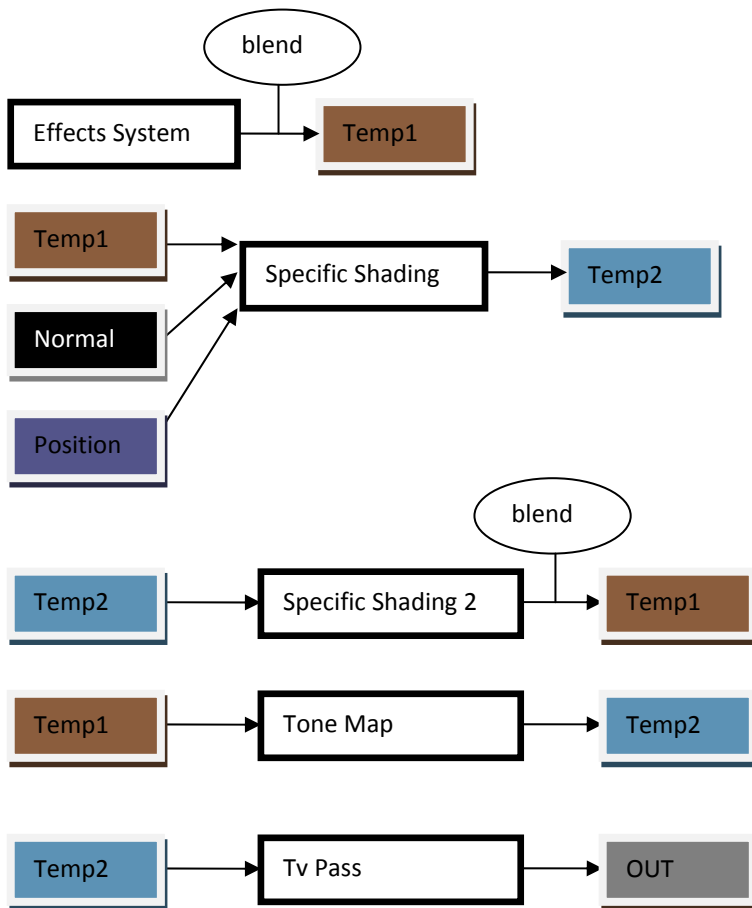 blend
Effects System
Temp1
Temp1
Specific Shading
Temp2
Normal
Position
blend
Temp2
Specific Shading 2
Temp1
Temp1
Tone Map
Temp2
Temp2
Tv Pass
OUT